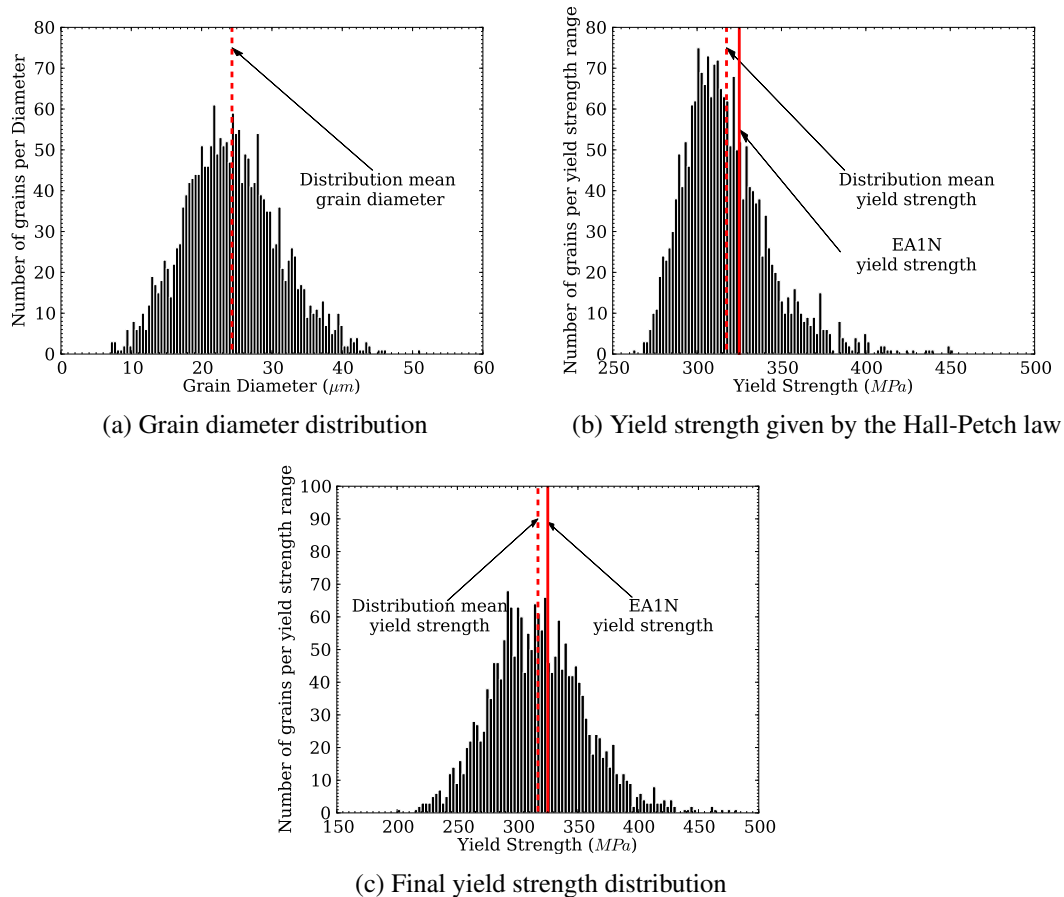 Number of grains per Diameter
80
70
60
50
40
30
20
10
0
0 10 20 30 40 50 60
Grain Diameter (μm)
Distribution mean
grain diameter
(a) Grain diameter distribution
Number of grains per yield strength range
80
70
60
50
40
30
20
10
0
250 300 350 400 450 500
Yield Strength (MPa)
Distribution mean
yield strength
EA1N
yield strength
(b) Yield strength given by the Hall-Petch law
Number of grains per yield strength range
100
90
80
70
60
50
40
30
20
10
0
150 200 250 300 350 400 450 500
Yield Strength (MPa)
Distribution mean
yield strength
EA1N
yield strength
(c) Final yield strength distribution